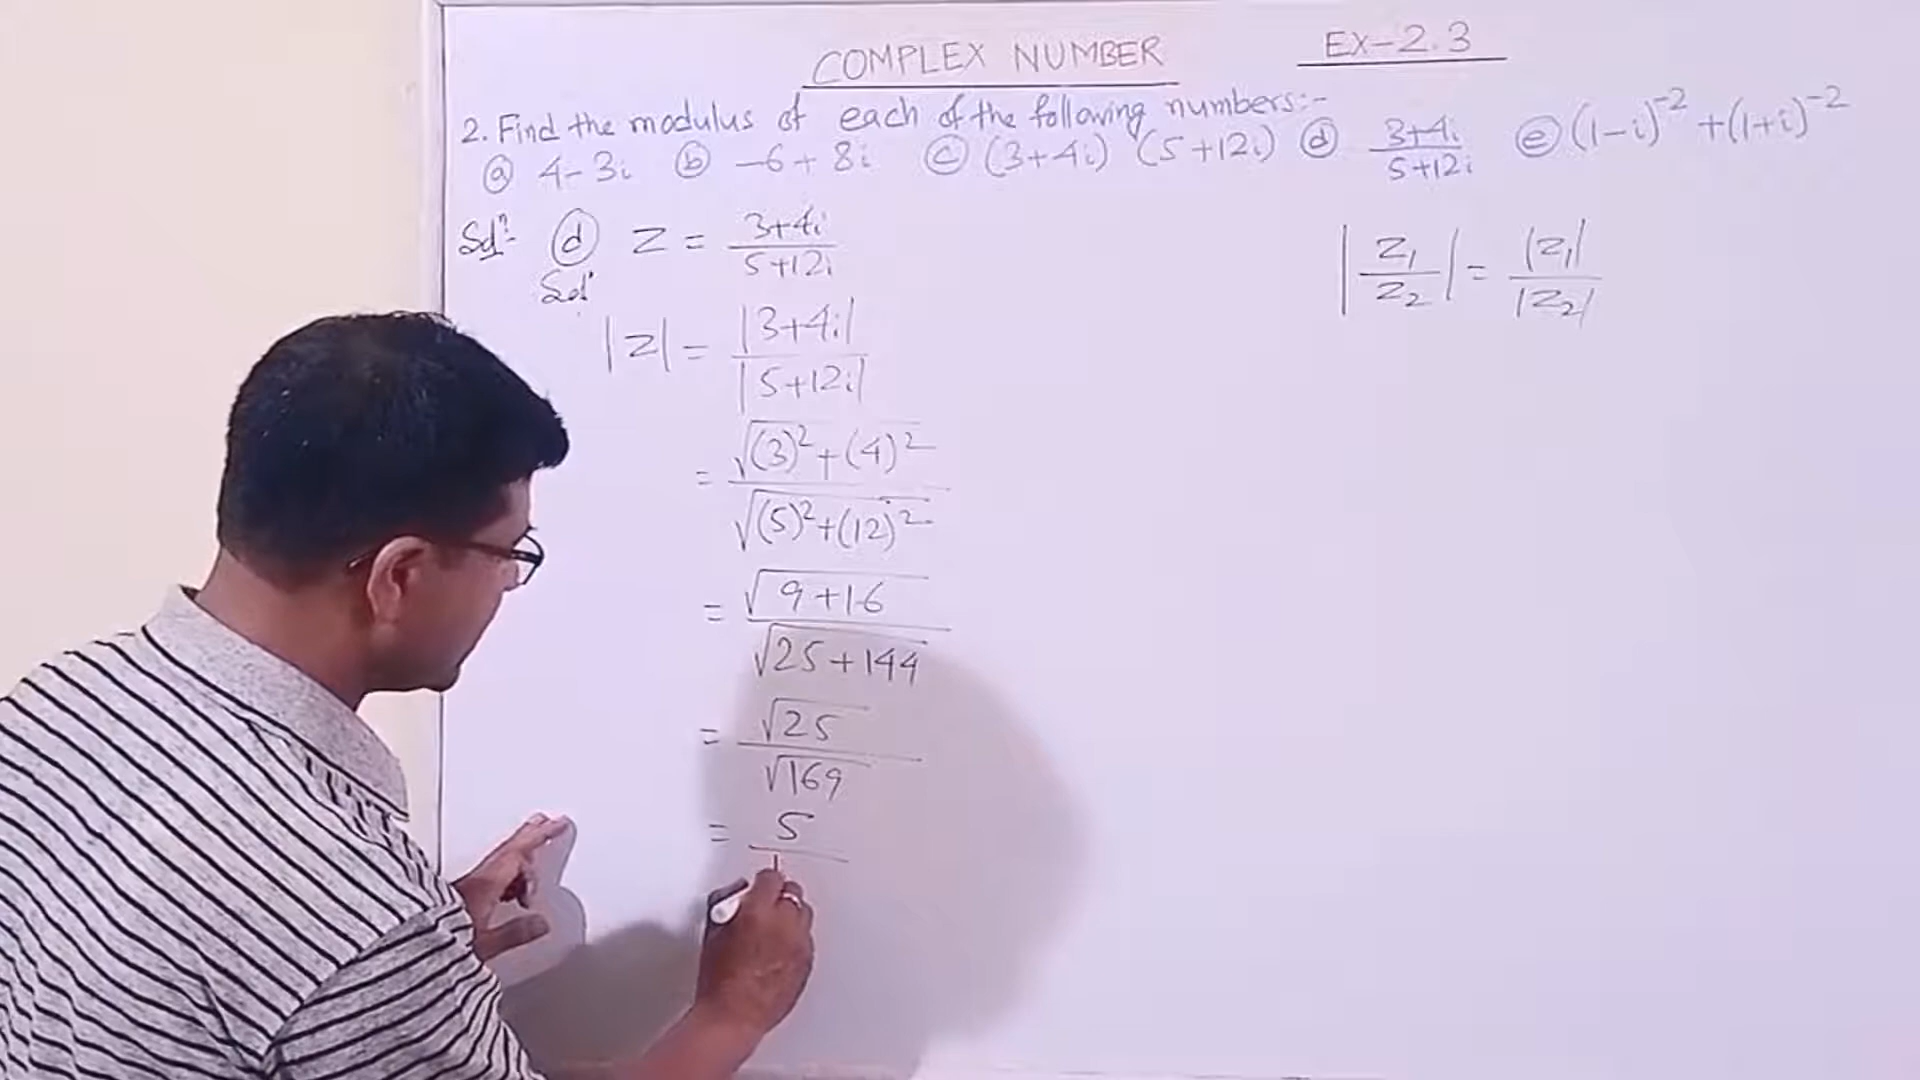 COMPLEX NUMBER EX-2.3
2. Find the modulus of each of the following numbers:-
(a) 4-3i (b) -6+8i (c) (3+4i) (5+12i) (d) 3+4i/5+12i (e) (1-i)^-2 +(1+i)^-2
Solⁿ:- (d) Z = 3+4i/5+12i
Solⁿ
|z| = |3+4i|/|5+12i|
= √(3)²+(4)²/√(5)²+(12)²
= √9+16/√25+144
= √25/√169
= 5/1
|Z₁/Z₂| = |Z₁|/|Z₂|